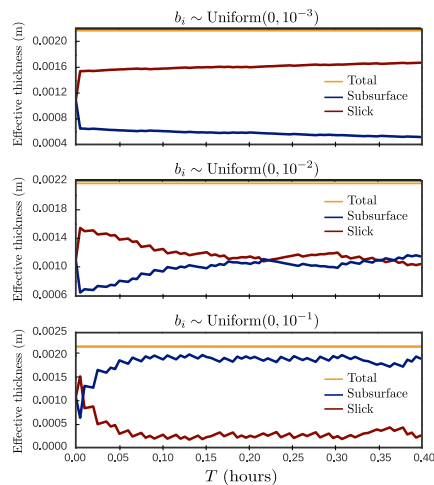 b_i ∼ Uniform(0, 10^{-3})
Effective thickness (m)
0.0020
0.0016
0.0012
0.0008
0.0004
Total
Subsurface
Slick
b_i ∼ Uniform(0, 10^{-2})
Effective thickness (m)
0.0022
0.0018
0.0014
0.0010
0.0006
Total
Subsurface
Slick
b_i ∼ Uniform(0, 10^{-1})
Effective thickness (m)
0.0025
0.0020
0.0015
0.0010
0.0005
0.0000
Total
Subsurface
Slick
0.00 0.05 0.10 0.15 0.20 0.25 0.30 0.35 0.40
T (hours)